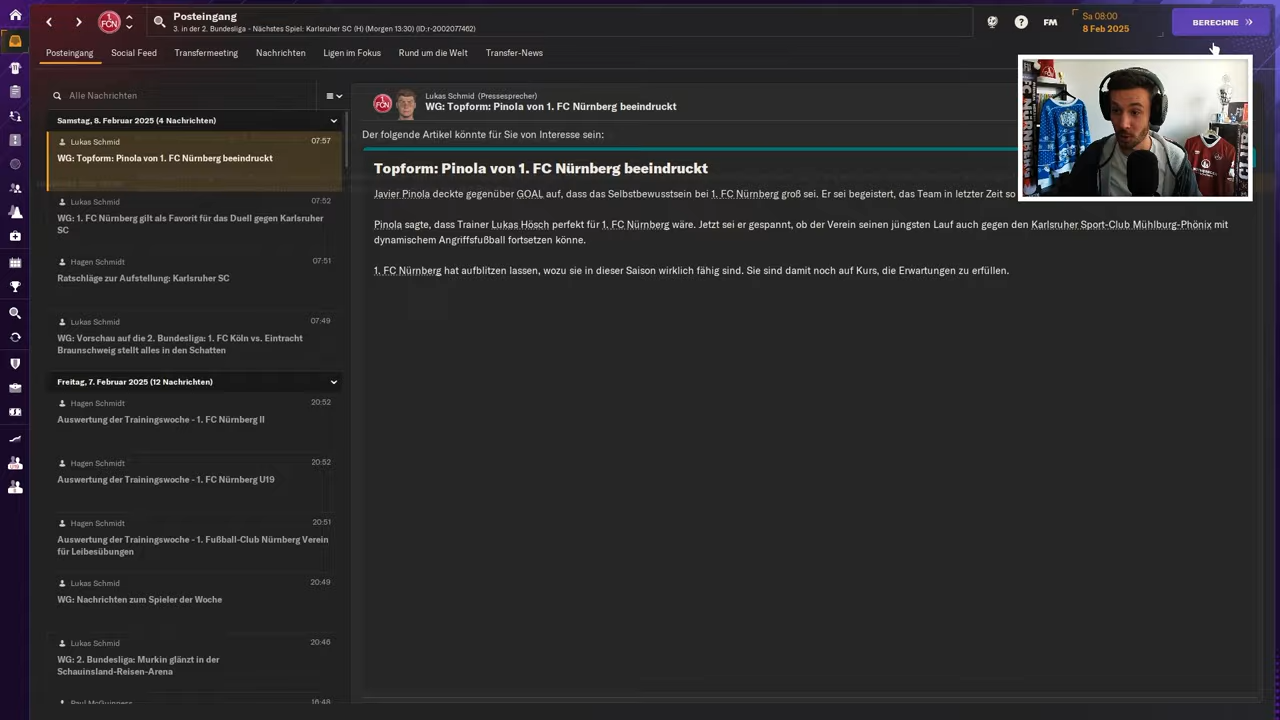 Posteingang
3. in der 2. Bundesliga - Nächstes Spiel: Karlsruher SC (H) (Morgen 13:30) (ID:r-2002077462)
FM
Sa 08:00
8 Feb 2025
BERECHNE
Posteingang
Social Feed
Transfermeeting
Nachrichten
Ligen im Fokus
Rund um die Welt
Transfer-News
Alle Nachrichten
Samstag, 8. Februar 2025 (4 Nachrichten)
Lukas Schmid
07:57
WG: Topform: Pinola von 1. FC Nürnberg beeindruckt
Lukas Schmid
07:52
WG: 1. FC Nürnberg gilt als Favorit für das Duell gegen Karlsruher
SC
Hagen Schmidt
07:51
Ratschläge zur Aufstellung: Karlsruher SC
Lukas Schmid
07:49
WG: Vorschau auf die 2. Bundesliga: 1. FC Köln vs. Eintracht
Braunschweig stellt alles in den Schatten
Freitag, 7. Februar 2025 (12 Nachrichten)
Hagen Schmidt
20:52
Auswertung der Trainingswoche - 1. FC Nürnberg II
Hagen Schmidt
20:52
Auswertung der Trainingswoche - 1. FC Nürnberg U19
Hagen Schmidt
20:51
Auswertung der Trainingswoche - 1. Fußball-Club Nürnberg Verein
für Leibesübungen
Lukas Schmid
20:49
WG: Nachrichten zum Spieler der Woche
Lukas Schmid
20:46
WG: 2. Bundesliga: Murkin glänzt in der
Schauinsland-Reisen-Arena
Paul McGuinness
16:48
Lukas Schmid (Pressesprecher)
WG: Topform: Pinola von 1. FC Nürnberg beeindruckt
Der folgende Artikel könnte für Sie von Interesse sein:
Topform: Pinola von 1. FC Nürnberg beeindruckt
Javier Pinola deckte gegenüber GOAL auf, dass das Selbstbewusstsein bei 1. FC Nürnberg groß sei. Er sei begeistert, das Team in letzter Zeit so
Pinola sagte, dass Trainer Lukas Hösch perfekt für 1. FC Nürnberg wäre. Jetzt sei er gespannt, ob der Verein seinen jüngsten Lauf auch gegen den Karlsruher Sport-Club Mühlburg-Phönix mit
dynamischem Angriffsfußball fortsetzen könne.
1. FC Nürnberg hat aufblitzen lassen, wozu sie in dieser Saison wirklich fähig sind. Sie sind damit noch auf Kurs, die Erwartungen zu erfüllen.